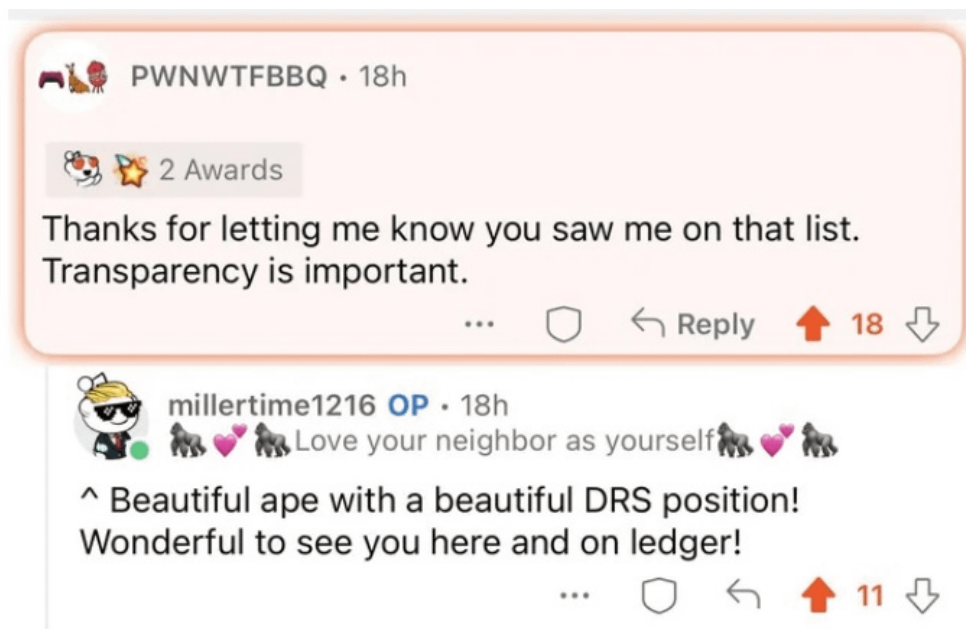 PWNWTFBBQ · 18h
2 Awards
Thanks for letting me know you saw me on that list.
Transparency is important.
... Reply 18
millertime1216 OP · 18h
🦍💕🦍Love your neighbor as yourself🦍💕🦍
^ Beautiful ape with a beautiful DRS position!
Wonderful to see you here and on ledger!
... 11